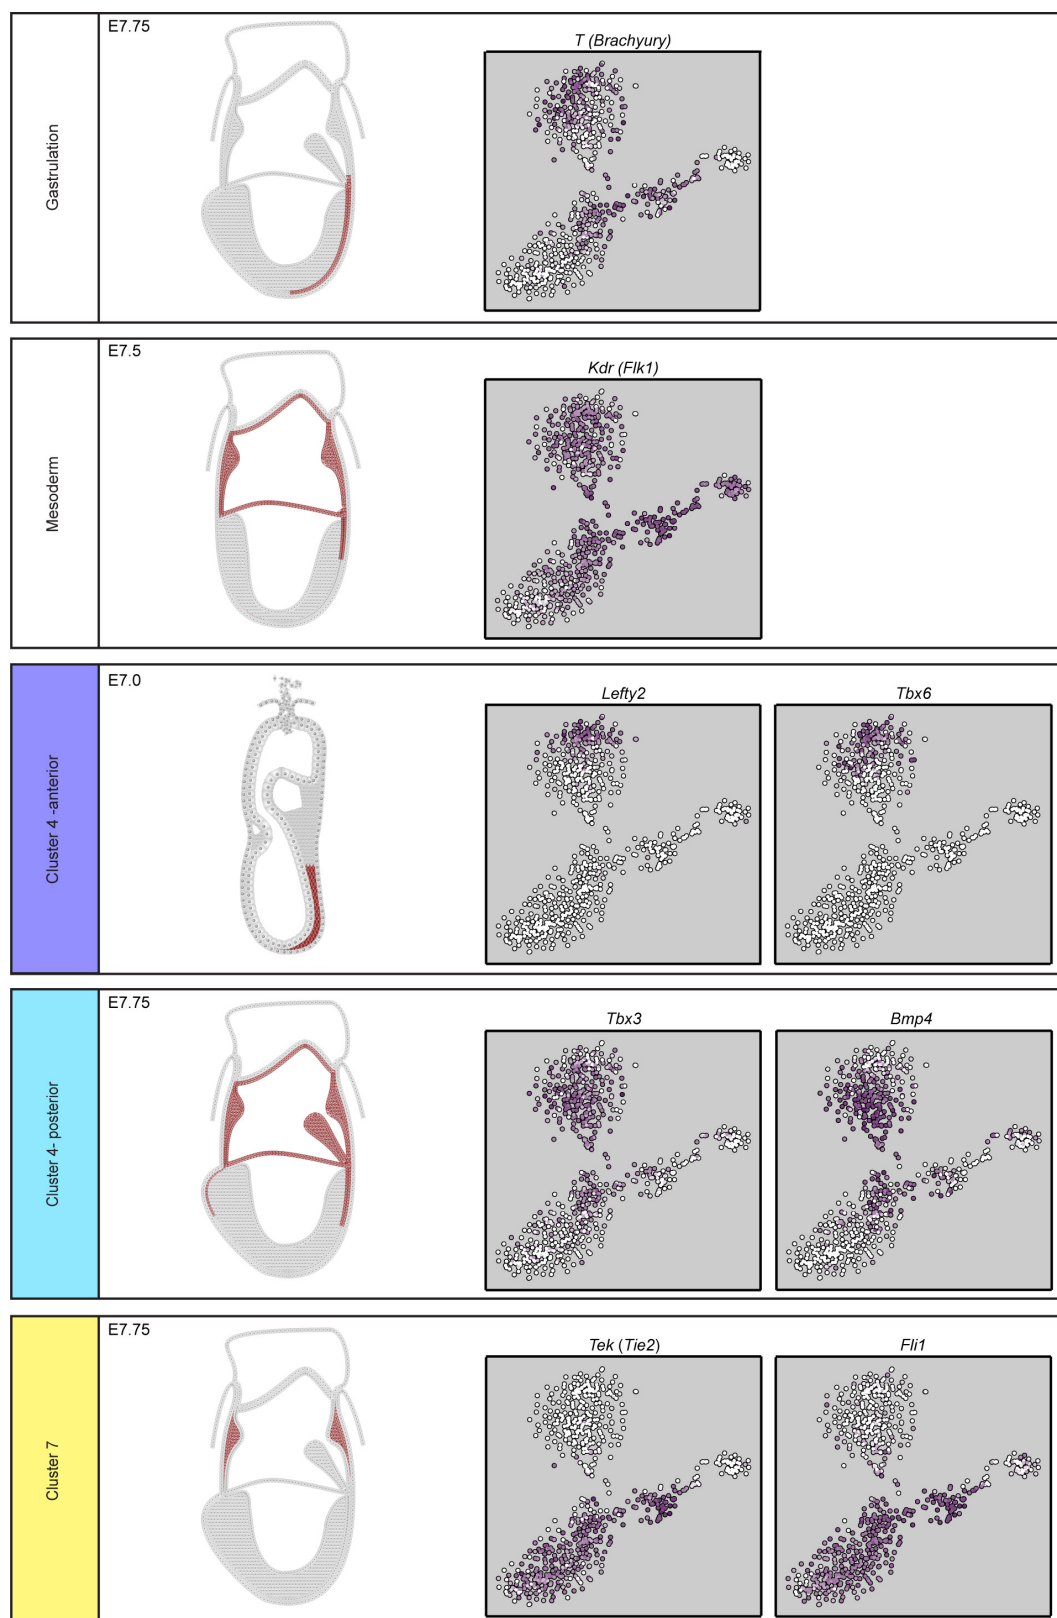 E7.75
T (Brachyury)
Gastrulation
E7.5
Kdr (Flk1)
Mesoderm
E7.0
Lefty2
Tbx6
Cluster 4 -anterior
E7.75
Tbx3
Bmp4
Cluster 4- posterior
E7.75
Tek (Tie2)
Fli1
Cluster 7